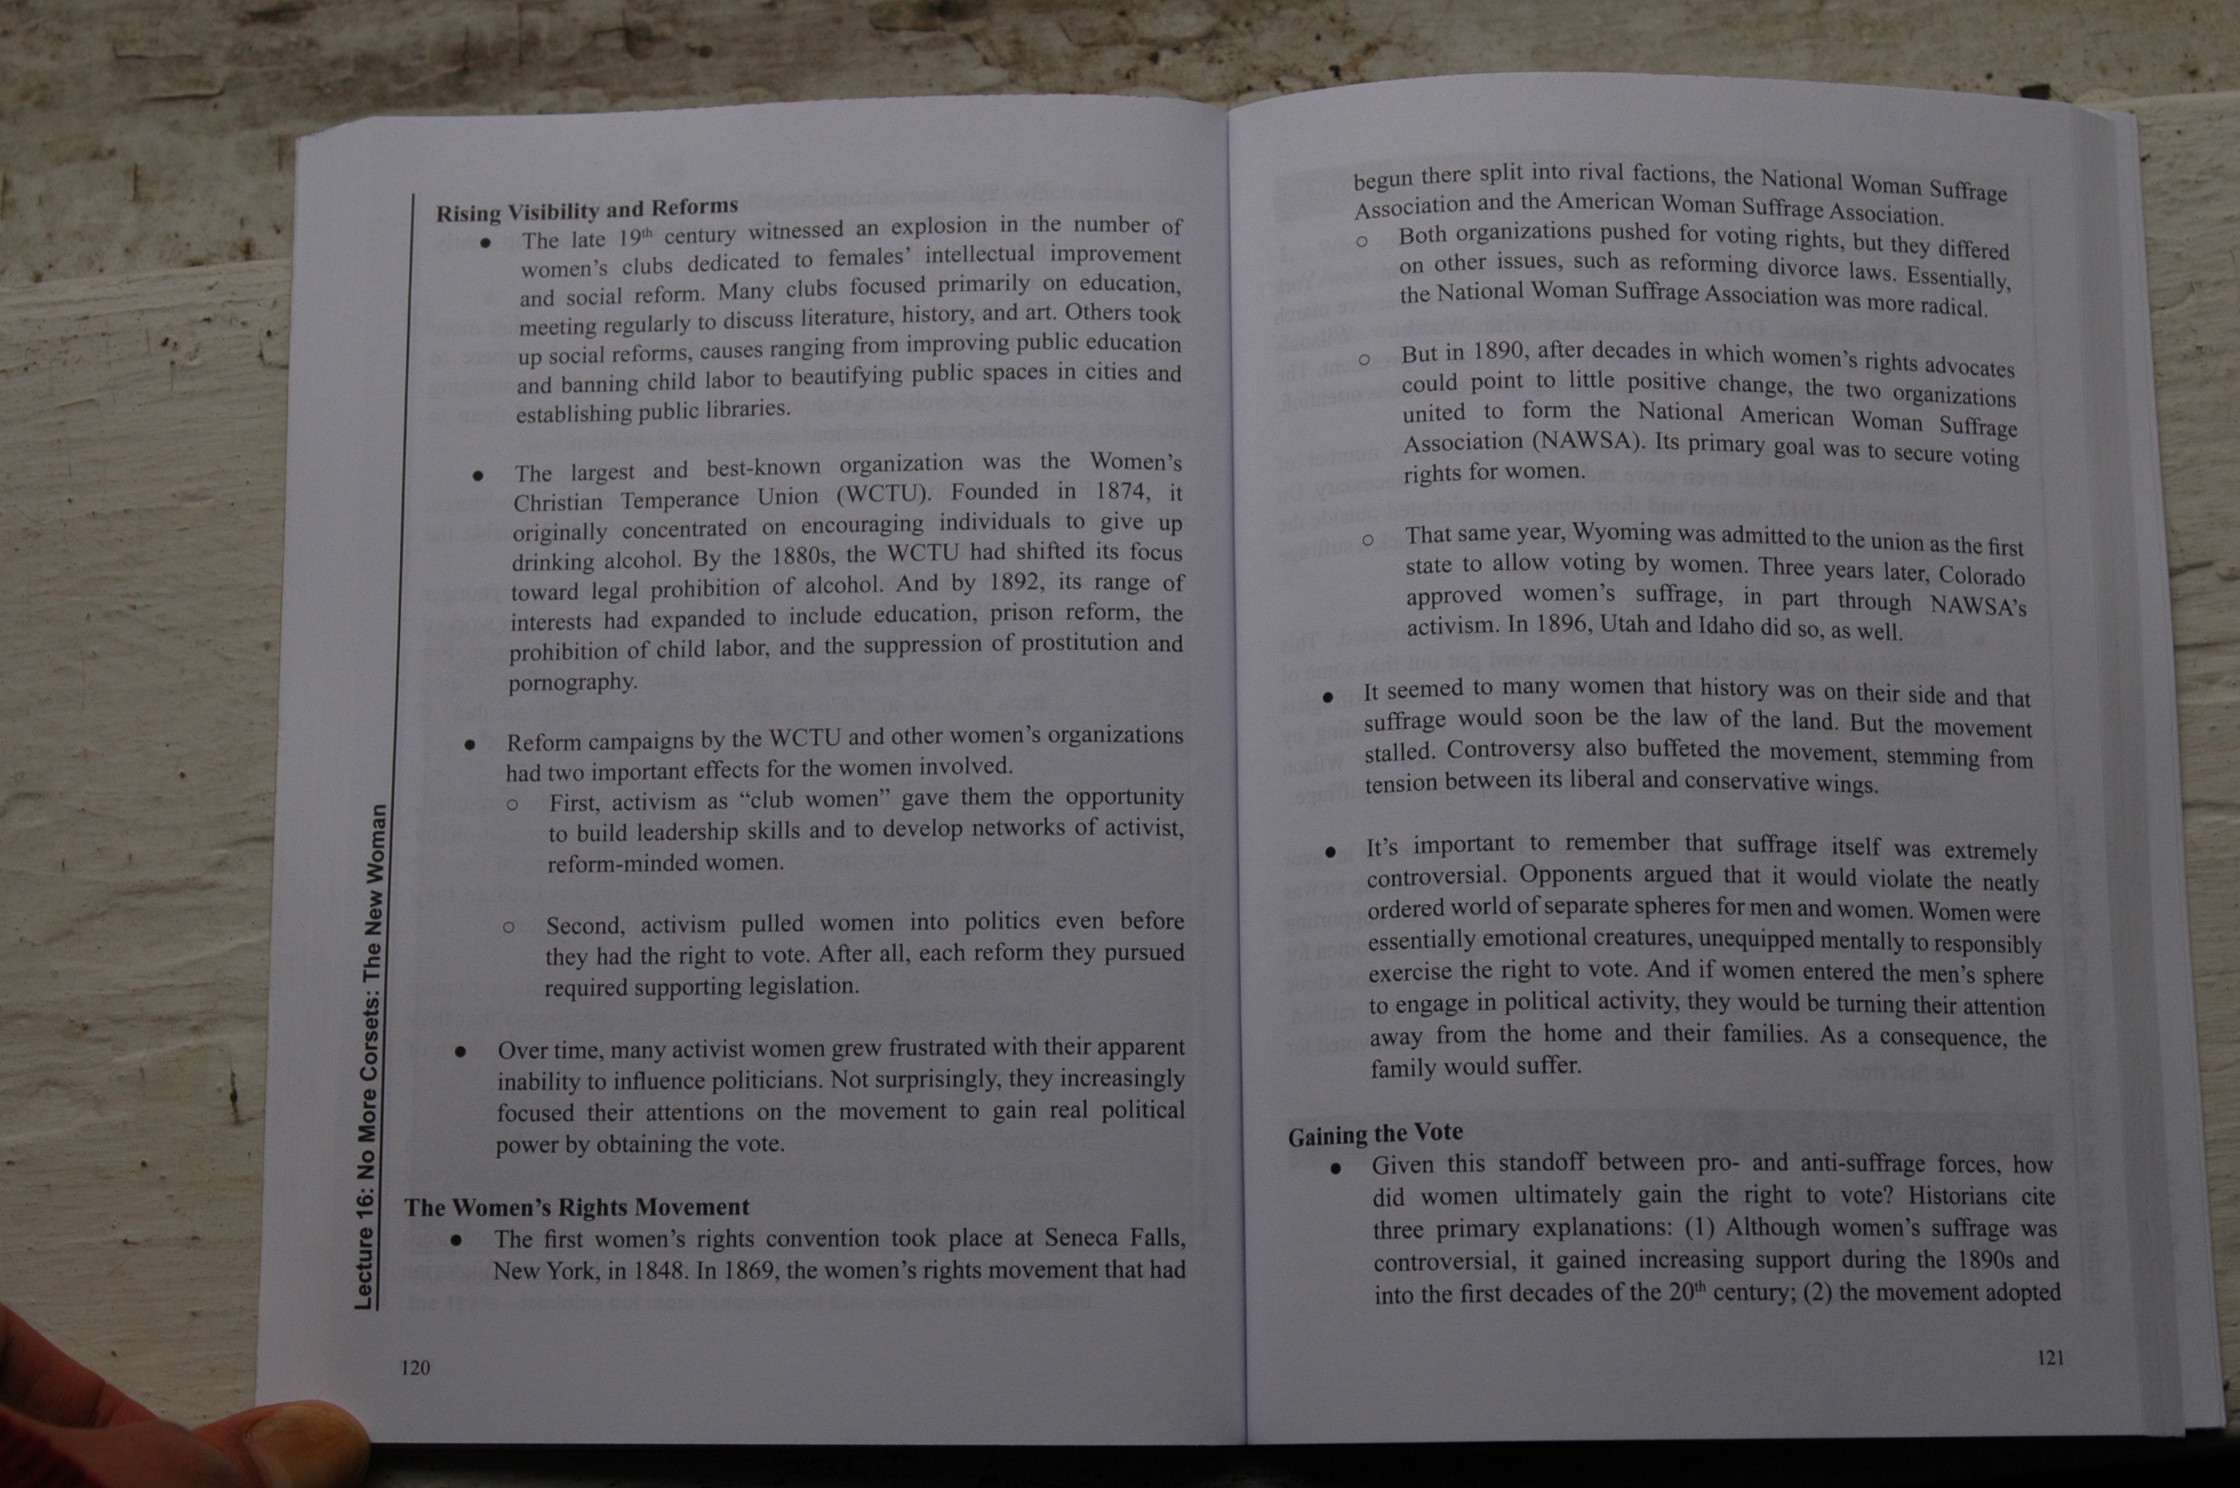 Lecture 16: No More Corsets: The New Woman
Rising Visibility and Reforms
● The late 19th century witnessed an explosion in the number of
women's clubs dedicated to females' intellectual improvement
and social reform. Many clubs focused primarily on education,
meeting regularly to discuss literature, history, and art. Others took
up social reforms, causes ranging from improving public education
and banning child labor to beautifying public spaces in cities and
establishing public libraries.
● The largest and best-known organization was the Women's
Christian Temperance Union (WCTU). Founded in 1874, it
originally concentrated on encouraging individuals to give up
drinking alcohol. By the 1880s, the WCTU had shifted its focus
toward legal prohibition of alcohol. And by 1892, its range of
interests had expanded to include education, prison reform, the
prohibition of child labor, and the suppression of prostitution and
pornography.
● Reform campaigns by the WCTU and other women's organizations
had two important effects for the women involved.
○ First, activism as “club women” gave them the opportunity
to build leadership skills and to develop networks of activist,
reform-minded women.
○ Second, activism pulled women into politics even before
they had the right to vote. After all, each reform they pursued
required supporting legislation.
● Over time, many activist women grew frustrated with their apparent
inability to influence politicians. Not surprisingly, they increasingly
focused their attentions on the movement to gain real political
power by obtaining the vote.
The Women's Rights Movement
● The first women's rights convention took place at Seneca Falls,
New York, in 1848. In 1869, the women's rights movement that had
120
begun there split into rival factions, the National Woman Suffrage
Association and the American Woman Suffrage Association.
○ Both organizations pushed for voting rights, but they differed
on other issues, such as reforming divorce laws. Essentially,
the National Woman Suffrage Association was more radical.
○ But in 1890, after decades in which women's rights advocates
could point to little positive change, the two organizations
united to form the National American Woman Suffrage
Association (NAWSA). Its primary goal was to secure voting
rights for women.
○ That same year, Wyoming was admitted to the union as the first
state to allow voting by women. Three years later, Colorado
approved women's suffrage, in part through NAWSA's
activism. In 1896, Utah and Idaho did so, as well.
● It seemed to many women that history was on their side and that
suffrage would soon be the law of the land. But the movement
stalled. Controversy also buffeted the movement, stemming from
tension between its liberal and conservative wings.
● It's important to remember that suffrage itself was extremely
controversial. Opponents argued that it would violate the neatly
ordered world of separate spheres for men and women. Women were
essentially emotional creatures, unequipped mentally to responsibly
exercise the right to vote. And if women entered the men's sphere
to engage in political activity, they would be turning their attention
away from the home and their families. As a consequence, the
family would suffer.
Gaining the Vote
● Given this standoff between pro- and anti-suffrage forces, how
did women ultimately gain the right to vote? Historians cite
three primary explanations: (1) Although women's suffrage was
controversial, it gained increasing support during the 1890s and
into the first decades of the 20th century; (2) the movement adopted
121